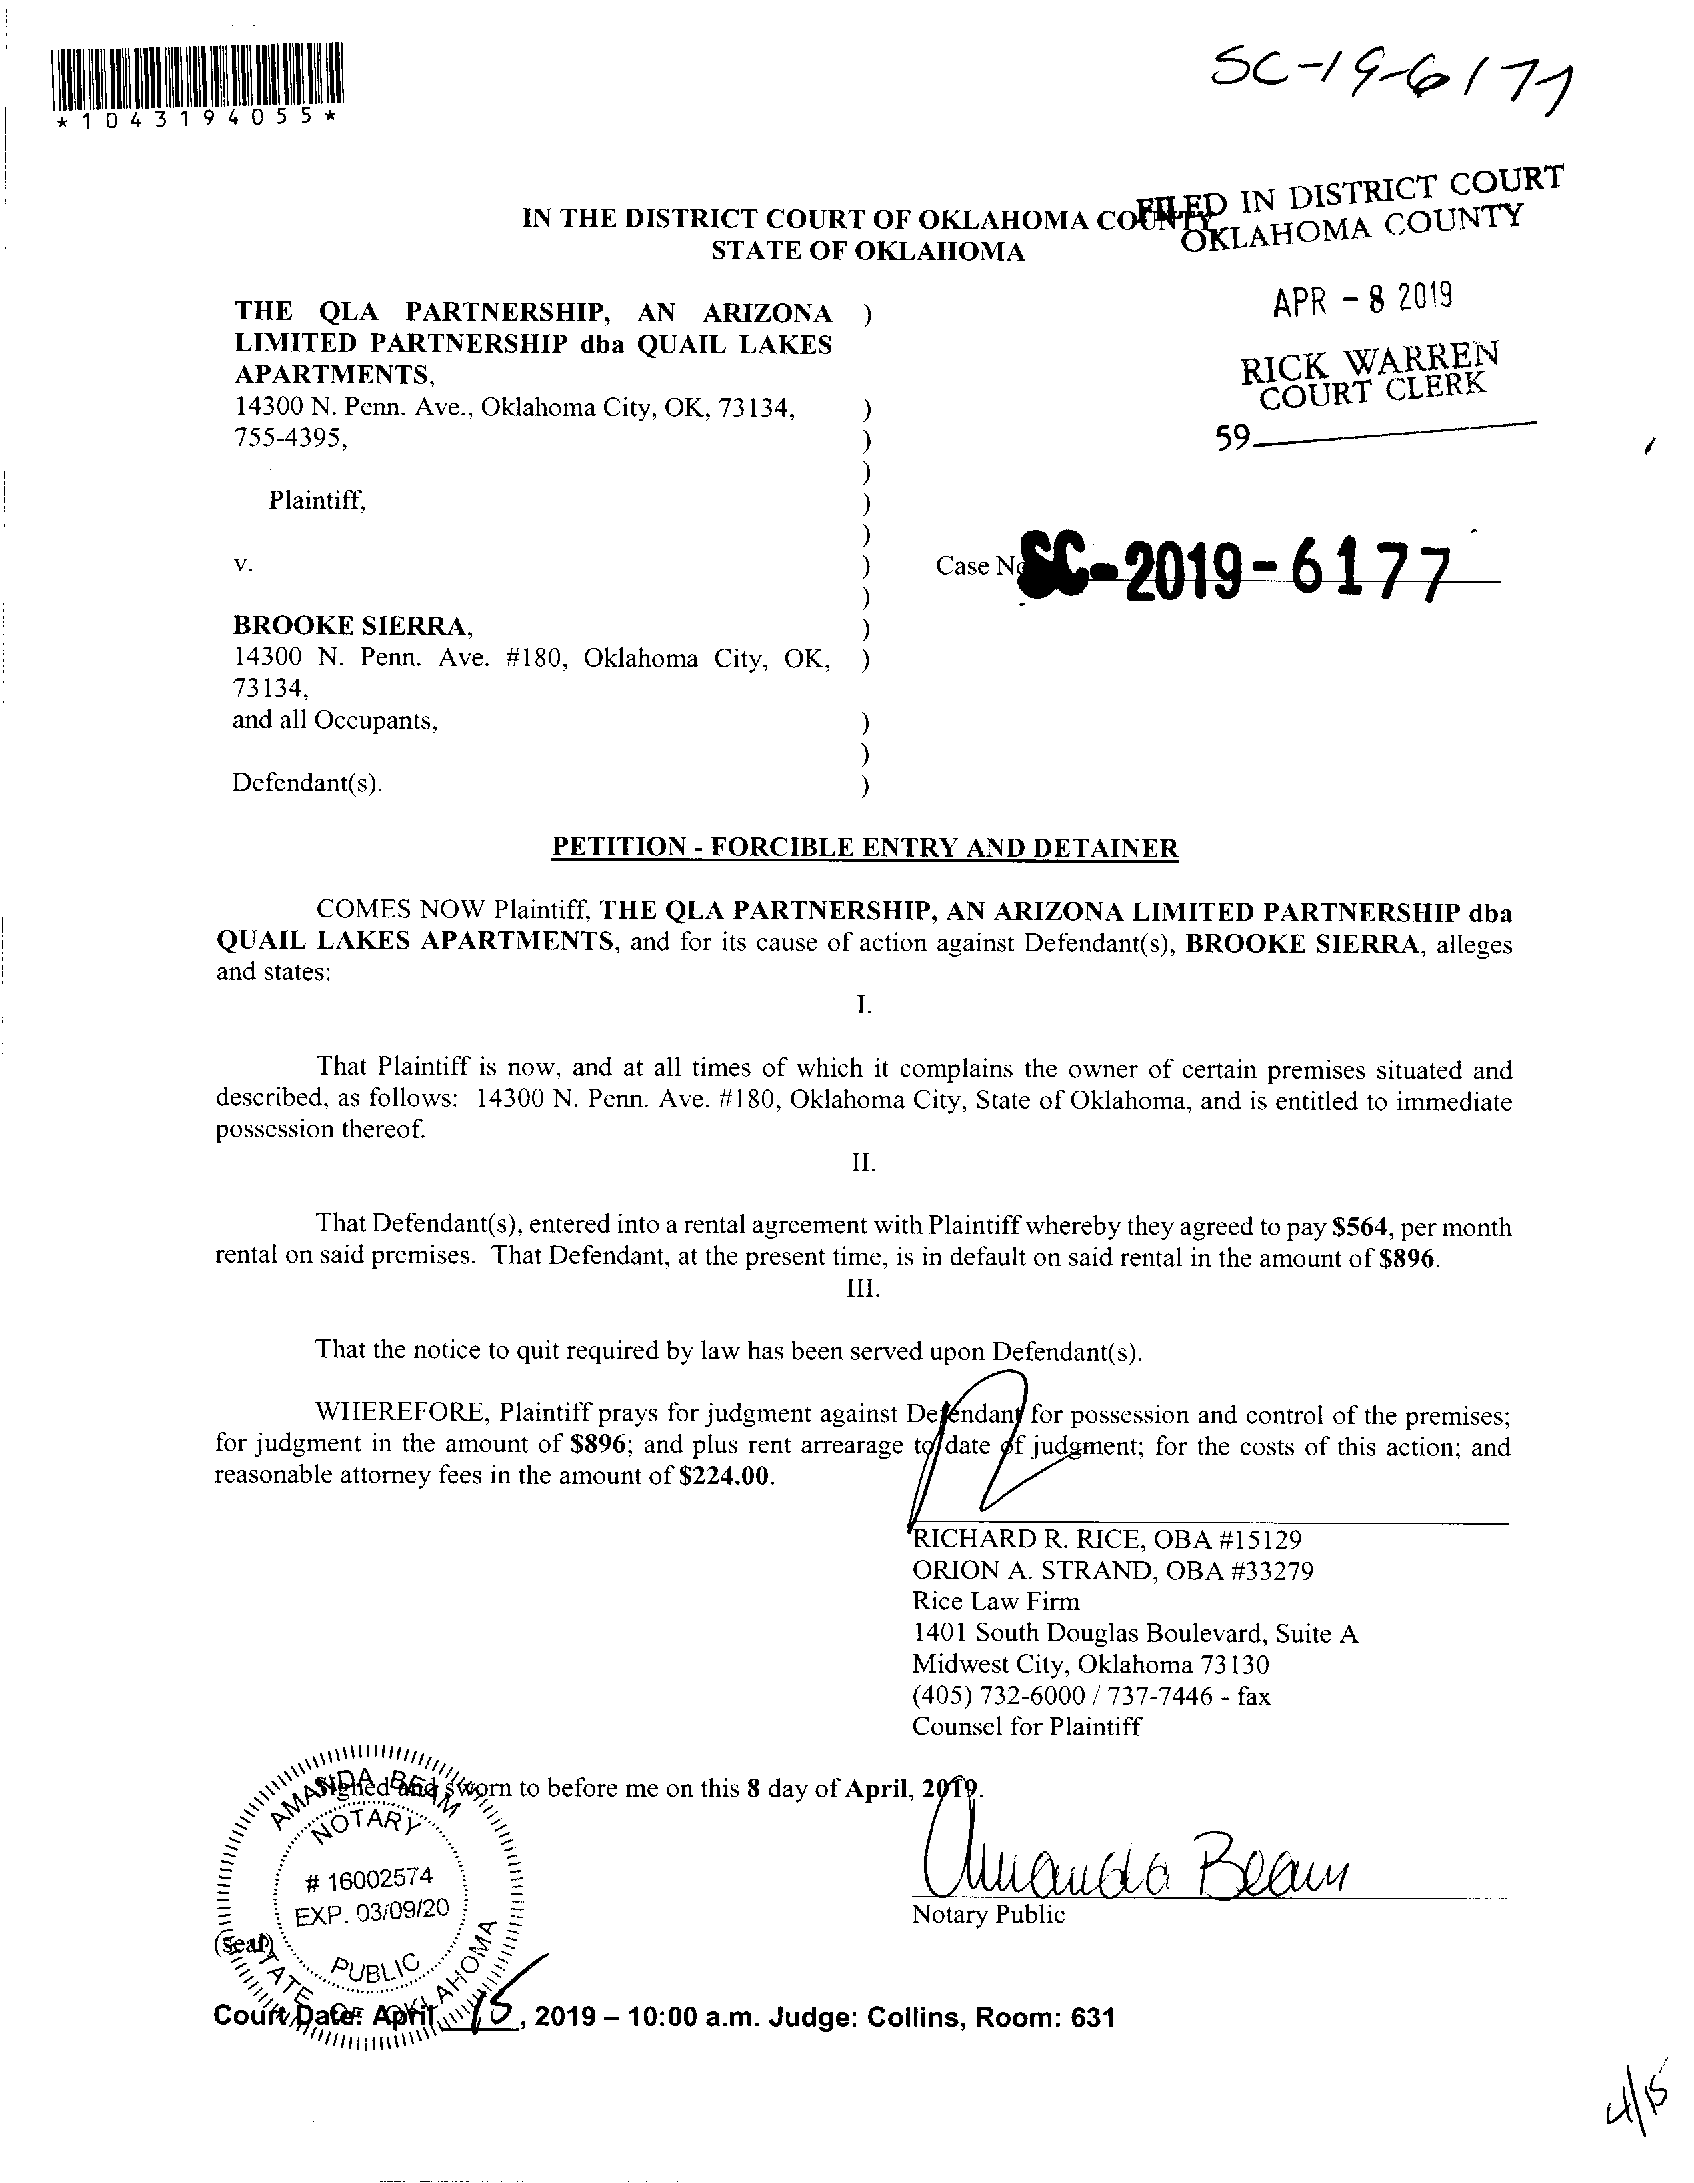 *1043194055*
SC-19-6177
FILED IN DISTRICT COURT
OKLAHOMA COUNTY
IN THE DISTRICT COURT OF OKLAHOMA COUNTY
STATE OF OKLAHOMA
APR - 8 2019
RICK WARREN
COURT CLERK
59
THE QLA PARTNERSHIP, AN ARIZONA )
LIMITED PARTNERSHIP dba QUAIL LAKES
APARTMENTS,
14300 N. Penn. Ave., Oklahoma City, OK, 73134, )
755-4395, )
)
Plaintiff, )
)
v. ) Case No SC-2019-6177
)
BROOKE SIERRA, )
14300 N. Penn. Ave. #180, Oklahoma City, OK, )
73134,
and all Occupants, )
)
Defendant(s). )
PETITION - FORCIBLE ENTRY AND DETAINER
COMES NOW Plaintiff, THE QLA PARTNERSHIP, AN ARIZONA LIMITED PARTNERSHIP dba
QUAIL LAKES APARTMENTS, and for its cause of action against Defendant(s), BROOKE SIERRA, alleges
and states:
I.
That Plaintiff is now, and at all times of which it complains the owner of certain premises situated and
described, as follows: 14300 N. Penn. Ave. #180, Oklahoma City, State of Oklahoma, and is entitled to immediate
possession thereof.
II.
That Defendant(s), entered into a rental agreement with Plaintiff whereby they agreed to pay $564, per month
rental on said premises. That Defendant, at the present time, is in default on said rental in the amount of $896.
III.
That the notice to quit required by law has been served upon Defendant(s).
WHEREFORE, Plaintiff prays for judgment against Defendant for possession and control of the premises;
for judgment in the amount of $896; and plus rent arrearage to date of judgment; for the costs of this action; and
reasonable attorney fees in the amount of $224.00.
RICHARD R. RICE, OBA #15129
ORION A. STRAND, OBA #33279
Rice Law Firm
1401 South Douglas Boulevard, Suite A
Midwest City, Oklahoma 73130
(405) 732-6000 / 737-7446 - fax
Counsel for Plaintiff
Signed and sworn to before me on this 8 day of April, 2019.
Amanda Beam
Notary Public
AMANDA BEAM
NOTARY
# 16002574
EXP. 03/09/20
PUBLIC
STATE OF OKLAHOMA
(seal)
Court Date: April 15, 2019 – 10:00 a.m. Judge: Collins, Room: 631
4/15